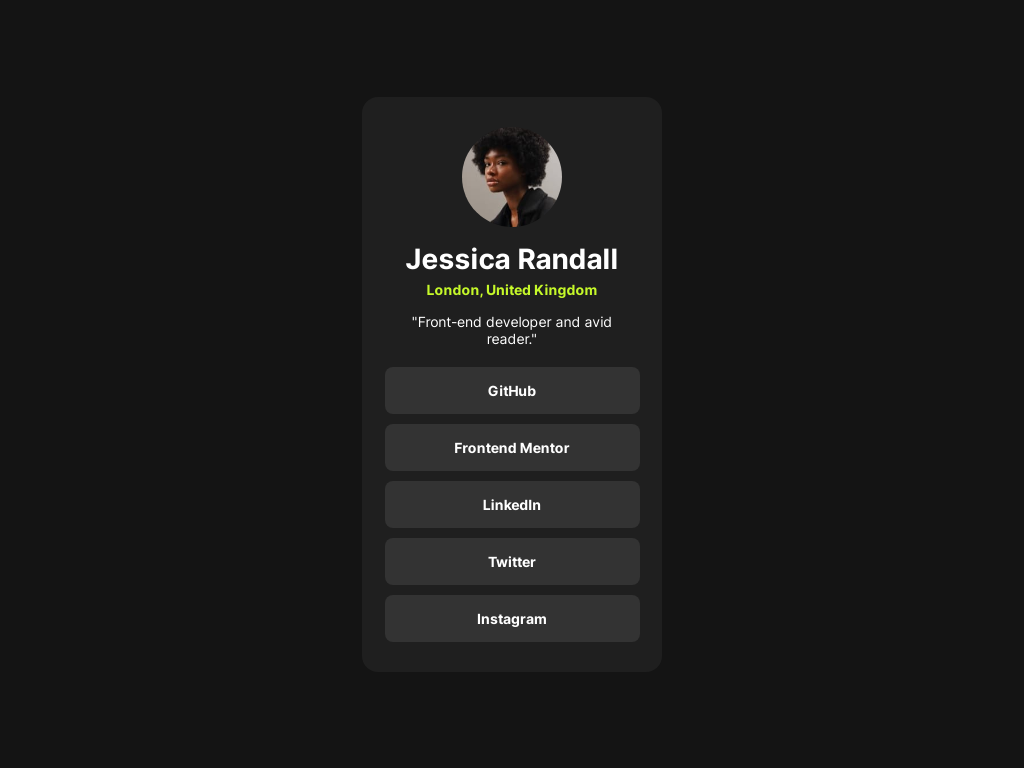 Jessica Randall
London, United Kingdom
"Front-end developer and avid
reader."
GitHub
Frontend Mentor
LinkedIn
Twitter
Instagram